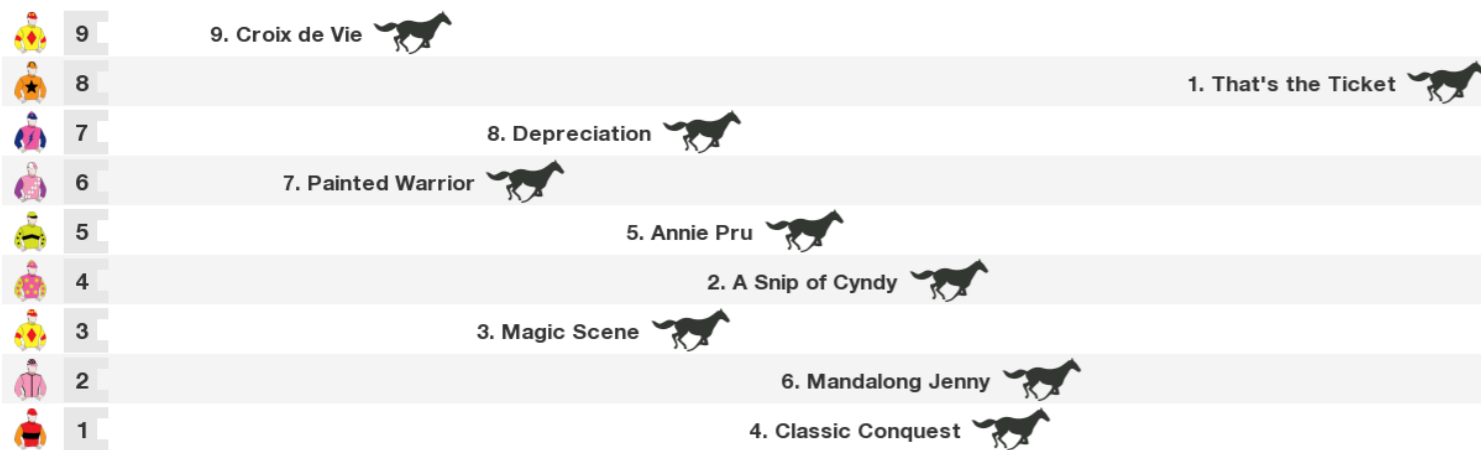 9 9. Croix de Vie
8 1. That's the Ticket
7 8. Depreciation
6 7. Painted Warrior
5 5. Annie Pru
4 2. A Snip of Cyndy
3 3. Magic Scene
2 6. Mandalong Jenny
1 4. Classic Conquest